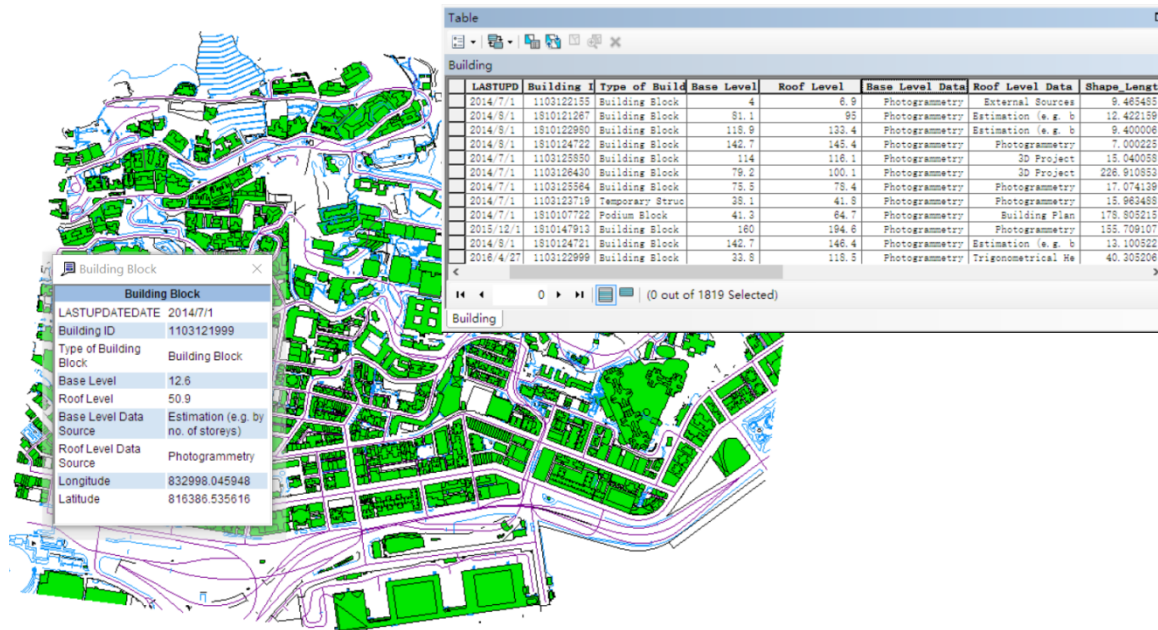 Table
Building
LASTUPD Building I Type of Build Base Level Roof Level Base Level Data Roof Level Data Shape_Lengt
2014/7/1 1103122155 Building Block 4 6.9 Photogrammetry External Sources 9.465485
2014/8/1 1810121267 Building Block 81.1 95 Photogrammetry Estimation (e.g. b 12.422159
2014/8/1 1810122980 Building Block 118.9 133.4 Photogrammetry Estimation (e.g. b 9.400006
2014/8/1 1810124722 Building Block 142.7 145.4 Photogrammetry Photogrammetry 7.000225
2014/7/1 1103125850 Building Block 114 116.1 Photogrammetry 3D Project 15.040058
2014/7/1 1103126430 Building Block 79.2 100.1 Photogrammetry 3D Project 226.910853
2014/7/1 1103125564 Building Block 75.5 78.4 Photogrammetry Photogrammetry 17.074139
2014/7/1 1103123719 Temporary Struc 38.1 41.8 Photogrammetry Photogrammetry 15.963488
2014/7/1 1810107722 Podium Block 41.3 64.7 Photogrammetry Building Plan 178.805215
2015/12/1 1810147913 Building Block 160 194.6 Photogrammetry Photogrammetry 155.709107
2014/8/1 1810124721 Building Block 142.7 146.4 Photogrammetry Estimation (e.g. b 13.100522
2016/4/27 1103122999 Building Block 33.8 118.5 Photogrammetry Trigonometrical He 40.305206
0 (0 out of 1819 Selected)
Building
Building Block
Building Block
LASTUPDATEDATE 2014/7/1
Building ID 1103121999
Type of Building
Block Building Block
Base Level 12.6
Roof Level 50.9
Base Level Data Estimation (e.g. by
Source no. of storeys)
Roof Level Data
Source Photogrammetry
Longitude 832998.045948
Latitude 816386.535616